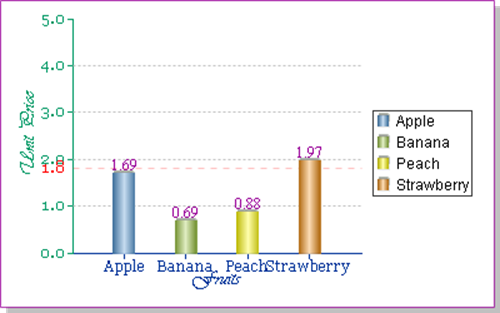 5.0
4.0
3.0
2.0
1.8
1.0
0.0
Unit Price
1.69
0.69
0.88
1.97
Apple Banana Peach Strawberry
Fruits
Apple
Banana
Peach
Strawberry